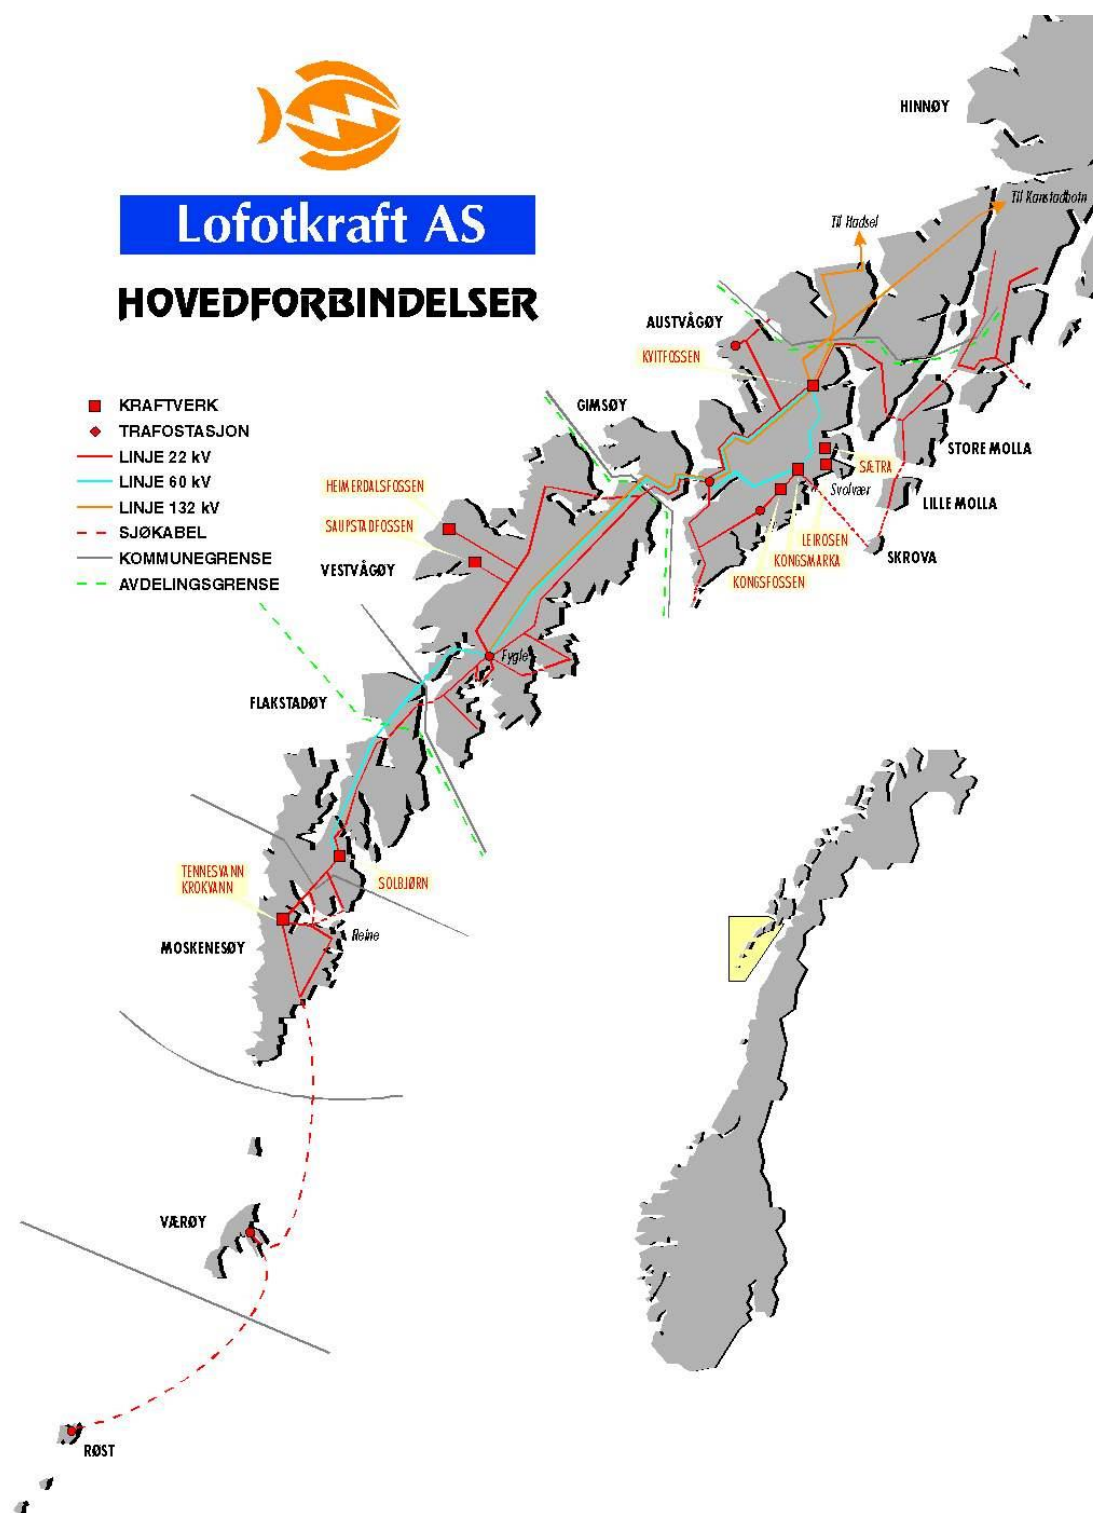 Lofotkraft AS
HOVEDFORBINDELSER
KRAFTVERK
TRAFOSTASJON
LINJE 22 kV
LINJE 60 kV
LINJE 132 kV
SJØKABEL
KOMMUNEGRENSE
AVDELINGSGRENSE
HINNØY
Til Kanstadbotn
Til Hadsel
AUSTVÅGØY
KVITFOSSEN
GIMSØY
STORE MOLLA
SÆTRA
Svolvær
LILLE MOLLA
HEIMERDALSFOSSEN
SAUPSTADFOSSEN
LEIROSEN
SKROVA
KONGSMARKA
KONGSFOSSEN
VESTVÅGØY
Fygle
FLAKSTADØY
TENNESVANN
KROKVANN
SOLBJØRN
Reine
MOSKENESØY
VÆRØY
RØST